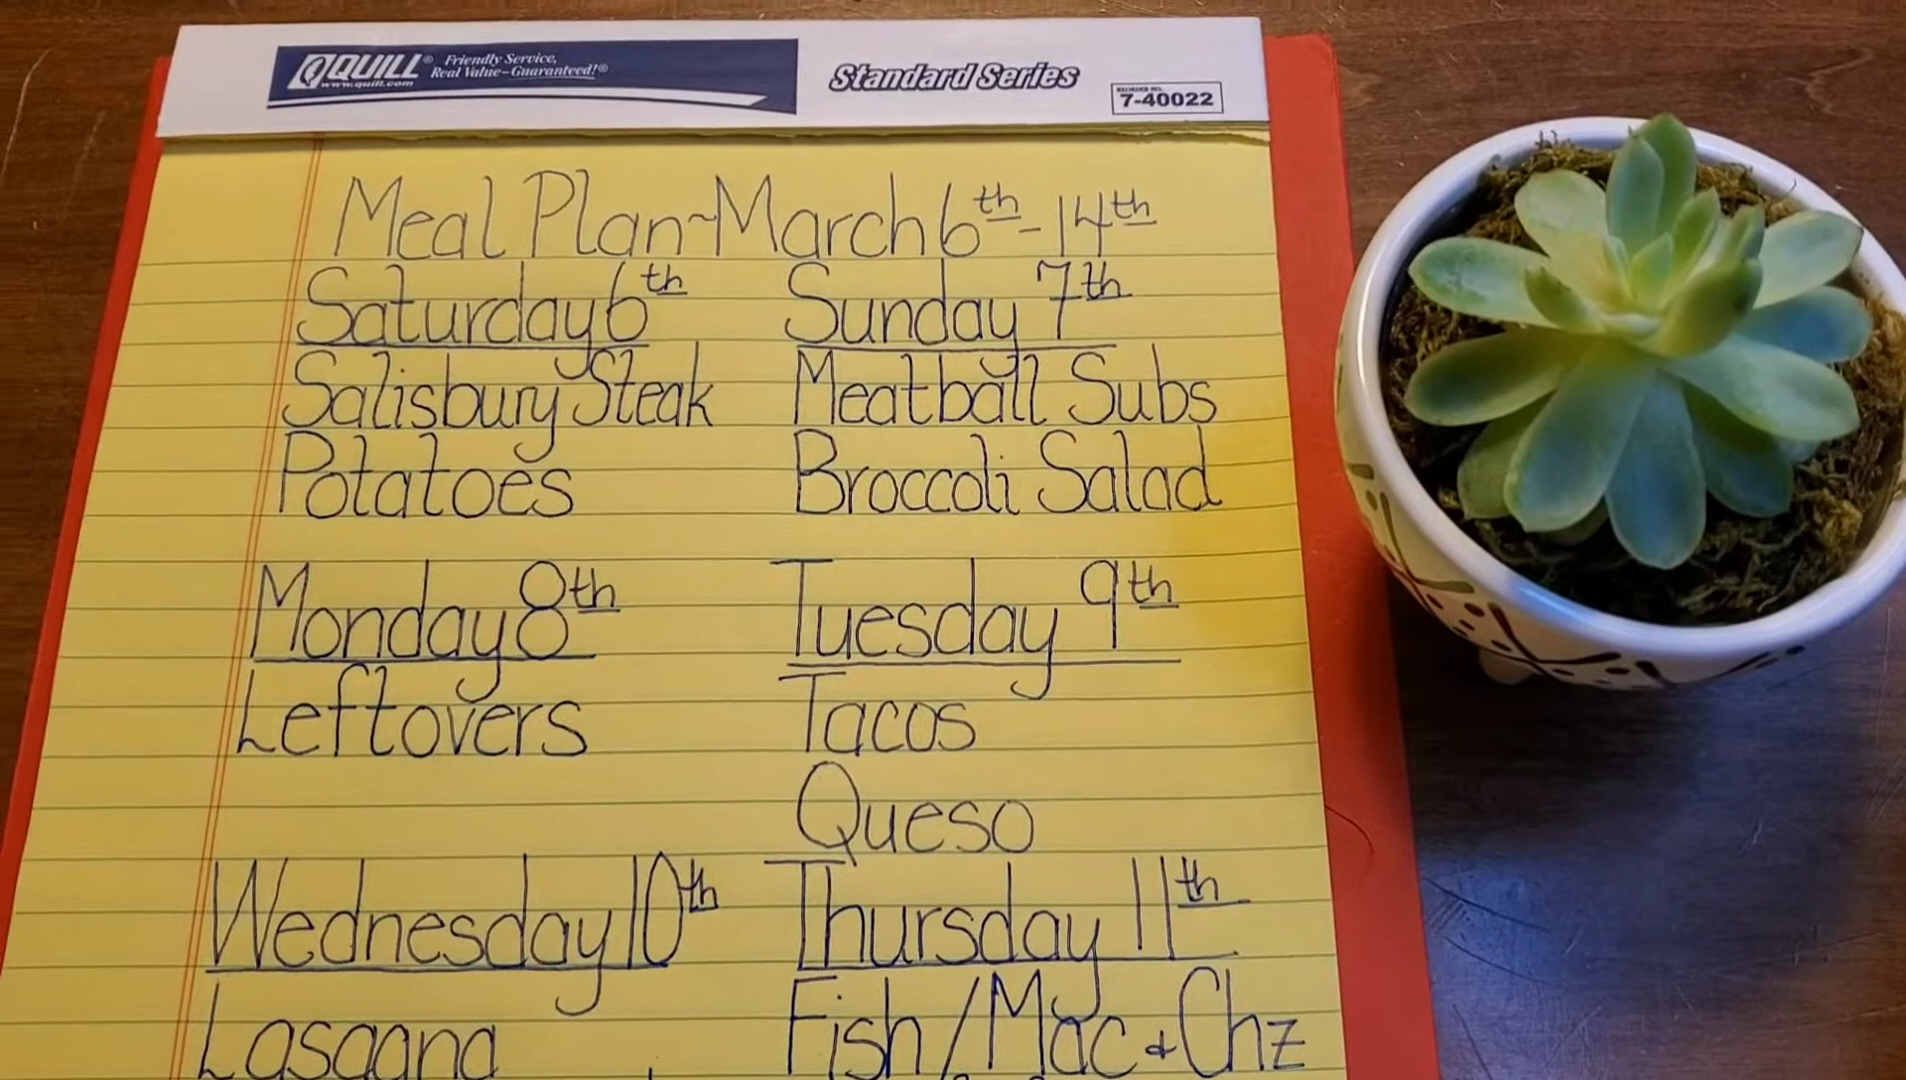 QUILL® Friendly Service,
Real Value-Guaranteed!®
www.quill.com
Standard Series
REORDER NO.
7-40022
Meal Plan~March 6th-14th
Saturday 6th
Salisbury Steak
Potatoes
Sunday 7th
Meatball Subs
Broccoli Salad
Monday 8th
Leftovers
Tuesday 9th
Tacos
Queso
Wednesday 10th
Lasagna
Thursday 11th
Fish/Mac & Chz